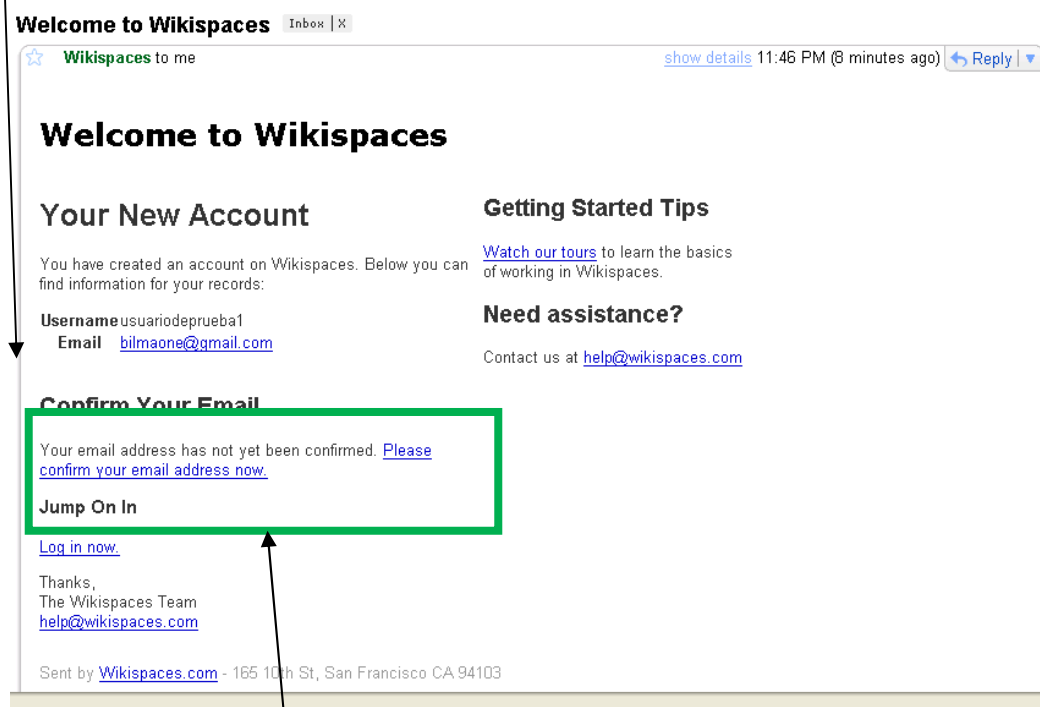 Welcome to Wikispaces Inbox | X
Wikispaces to me show details 11:46 PM (8 minutes ago) Reply
Welcome to Wikispaces
Your New Account
You have created an account on Wikispaces. Below you can
find information for your records:
Username usuariodeprueba1
Email bilmaone@gmail.com
Confirm Your Email
Your email address has not yet been confirmed. Please
confirm your email address now.
Jump On In
Log in now.
Thanks,
The Wikispaces Team
help@wikispaces.com
Getting Started Tips
Watch our tours to learn the basics
of working in Wikispaces.
Need assistance?
Contact us at help@wikispaces.com
Sent by Wikispaces.com - 165 10th St, San Francisco CA 94103